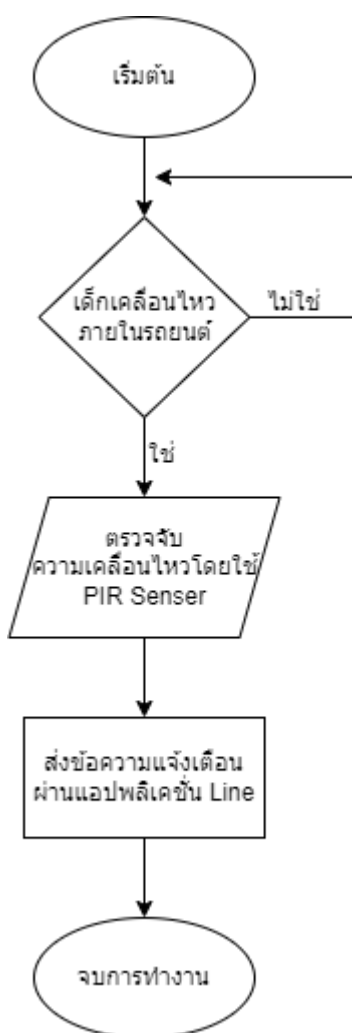 เริ่มต้น
เด็กเคลื่อนไหว
ภายในรถยนต์
ไม่ใช่
ใช่
ตรวจจับ
ความเคลื่อนไหวโดยใช้
PIR Senser
ส่งข้อความแจ้งเตือน
ผ่านแอปพลิเคชั่น Line
จบการทำงาน